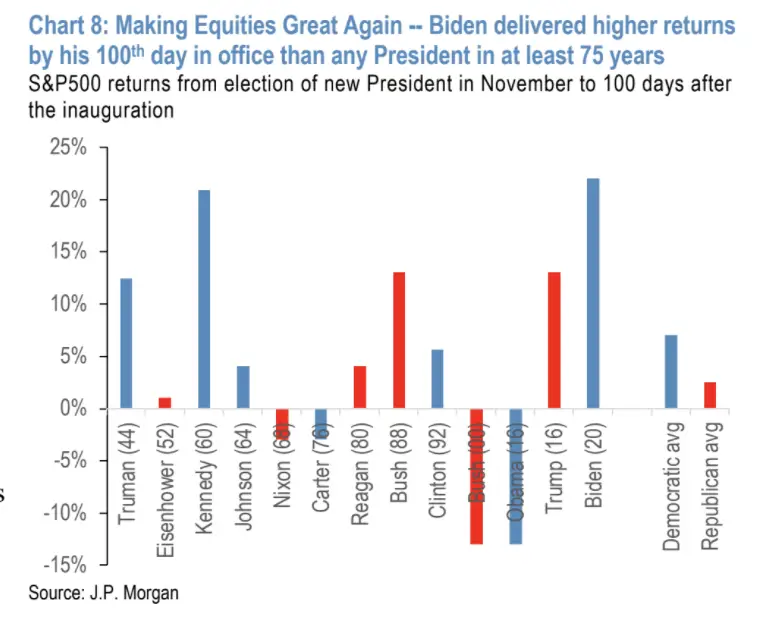 Chart 8: Making Equities Great Again -- Biden delivered higher returns
by his 100th day in office than any President in at least 75 years
S&P500 returns from election of new President in November to 100 days after
the inauguration
25%
20%
15%
10%
5%
0%
-5%
-10%
-15%
Truman (44)
Eisenhower (52)
Kennedy (60)
Johnson (64)
Nixon (68)
Carter (76)
Reagan (80)
Bush (88)
Clinton (92)
Bush (00)
Obama (16)
Trump (16)
Biden (20)
Democratic avg
Republican avg
s
Source: J.P. Morgan